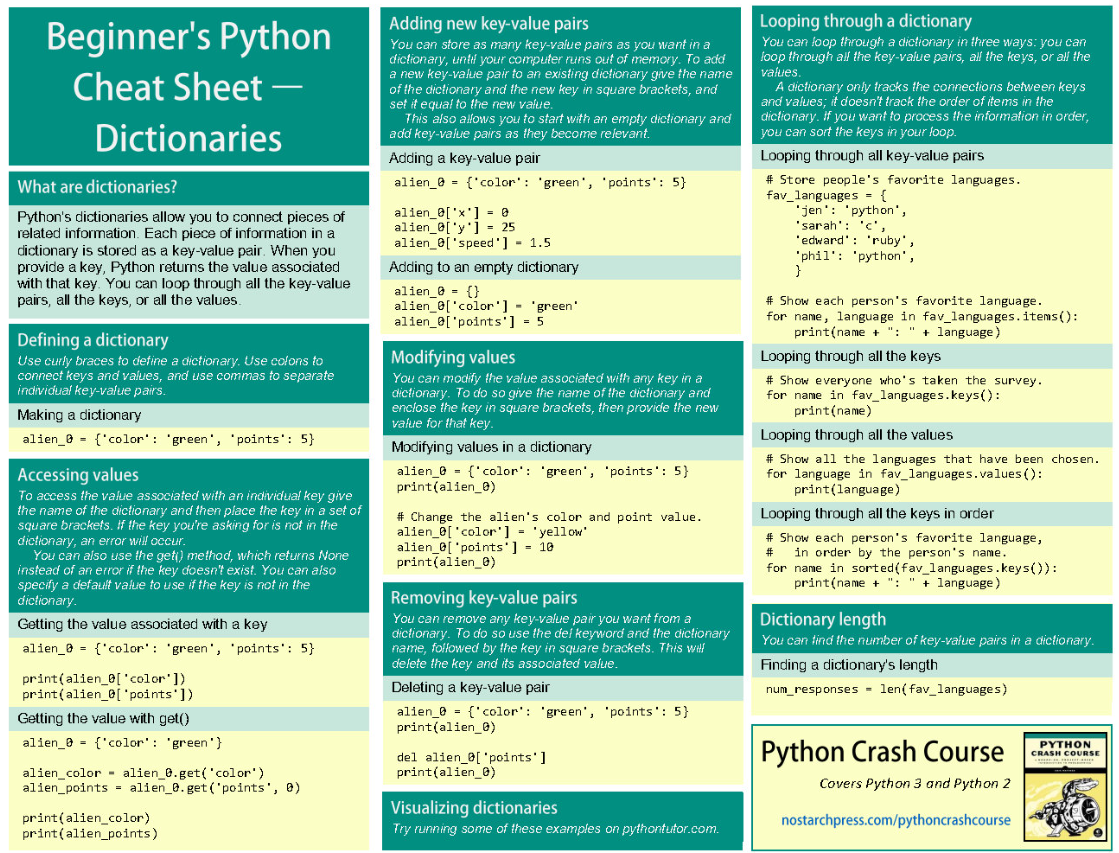 Beginner's Python
Cheat Sheet —
Dictionaries
What are dictionaries?
Python's dictionaries allow you to connect pieces of
related information. Each piece of information in a
dictionary is stored as a key-value pair. When you
provide a key, Python returns the value associated
with that key. You can loop through all the key-value
pairs, all the keys, or all the values.
Defining a dictionary
Use curly braces to define a dictionary. Use colons to
connect keys and values, and use commas to separate
individual key-value pairs.
Making a dictionary
alien_0 = {'color': 'green', 'points': 5}
Accessing values
To access the value associated with an individual key give
the name of the dictionary and then place the key in a set of
square brackets. If the key you're asking for is not in the
dictionary, an error will occur.
You can also use the get() method, which returns None
instead of an error if the key doesn't exist. You can also
specify a default value to use if the key is not in the
dictionary.
Getting the value associated with a key
alien_0 = {'color': 'green', 'points': 5}
print(alien_0['color'])
print(alien_0['points'])
Getting the value with get()
alien_0 = {'color': 'green'}
alien_color = alien_0.get('color')
alien_points = alien_0.get('points', 0)
print(alien_color)
print(alien_points)
Adding new key-value pairs
You can store as many key-value pairs as you want in a
dictionary, until your computer runs out of memory. To add
a new key-value pair to an existing dictionary give the name
of the dictionary and the new key in square brackets, and
set it equal to the new value.
This also allows you to start with an empty dictionary and
add key-value pairs as they become relevant.
Adding a key-value pair
alien_0 = {'color': 'green', 'points': 5}
alien_0['x'] = 0
alien_0['y'] = 25
alien_0['speed'] = 1.5
Adding to an empty dictionary
alien_0 = {}
alien_0['color'] = 'green'
alien_0['points'] = 5
Modifying values
You can modify the value associated with any key in a
dictionary. To do so give the name of the dictionary and
enclose the key in square brackets, then provide the new
value for that key.
Modifying values in a dictionary
alien_0 = {'color': 'green', 'points': 5}
print(alien_0)
# Change the alien's color and point value.
alien_0['color'] = 'yellow'
alien_0['points'] = 10
print(alien_0)
Removing key-value pairs
You can remove any key-value pair you want from a
dictionary. To do so use the del keyword and the dictionary
name, followed by the key in square brackets. This will
delete the key and its associated value.
Deleting a key-value pair
alien_0 = {'color': 'green', 'points': 5}
print(alien_0)
del alien_0['points']
print(alien_0)
Visualizing dictionaries
Try running some of these examples on pythontutor.com.
Looping through a dictionary
You can loop through a dictionary in three ways: you can
loop through all the key-value pairs, all the keys, or all the
values.
A dictionary only tracks the connections between keys
and values; it doesn't track the order of items in the
dictionary. If you want to process the information in order,
you can sort the keys in your loop.
Looping through all key-value pairs
# Store people's favorite languages.
fav_languages = {
'jen': 'python',
'sarah': 'c',
'edward': 'ruby',
'phil': 'python',
}
# Show each person's favorite language.
for name, language in fav_languages.items():
print(name + ": " + language)
Looping through all the keys
# Show everyone who's taken the survey.
for name in fav_languages.keys():
print(name)
Looping through all the values
# Show all the languages that have been chosen.
for language in fav_languages.values():
print(language)
Looping through all the keys in order
# Show each person's favorite language,
# in order by the person's name.
for name in sorted(fav_languages.keys()):
print(name + ": " + language)
Dictionary length
You can find the number of key-value pairs in a dictionary.
Finding a dictionary's length
num_responses = len(fav_languages)
Python Crash Course
Covers Python 3 and Python 2
nostarchpress.com/pythoncrashcourse
PYTHON
CRASH COURSE